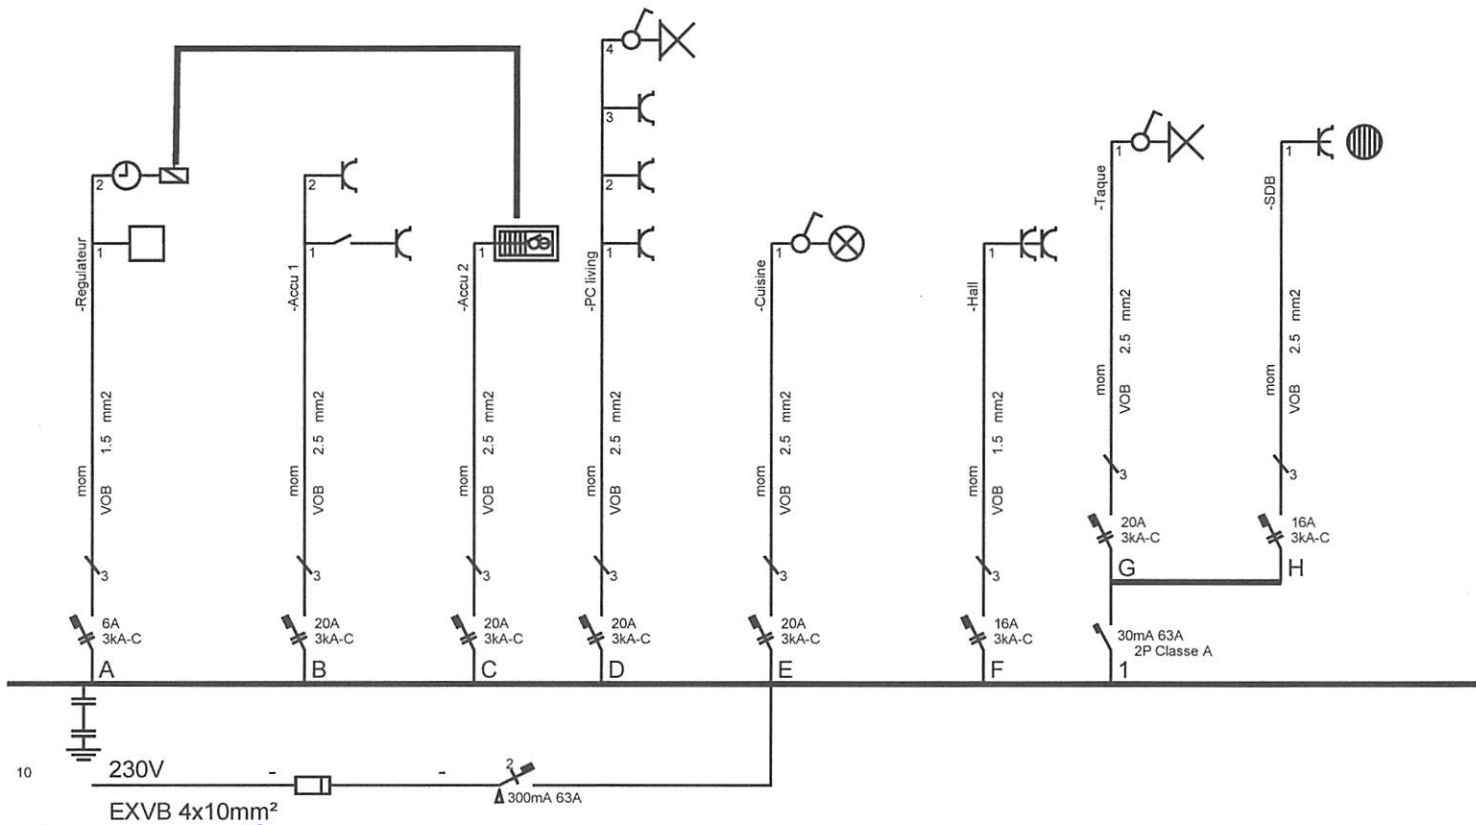 4
3
2
1
-PC living
2
1
-Régulateur
2
1
-Accu 1
1
-Accu 2
1
-Cuisine
1
-Hall
1
-Taque
1
-SDB
mom
VOB 1.5 mm2
mom
VOB 2.5 mm2
mom
VOB 2.5 mm2
mom
VOB 2.5 mm2
mom
VOB 2.5 mm2
mom
VOB 1.5 mm2
mom
VOB 2.5 mm2
mom
VOB 2.5 mm2
3
3
3
3
3
3
3
3
20A
3kA-C
G
16A
3kA-C
H
6A
3kA-C
A
20A
3kA-C
B
20A
3kA-C
C
20A
3kA-C
D
20A
3kA-C
E
16A
3kA-C
F
30mA 63A
2P Classe A
1
10
230V - -
2
300mA 63A
EXVB 4x10mm²